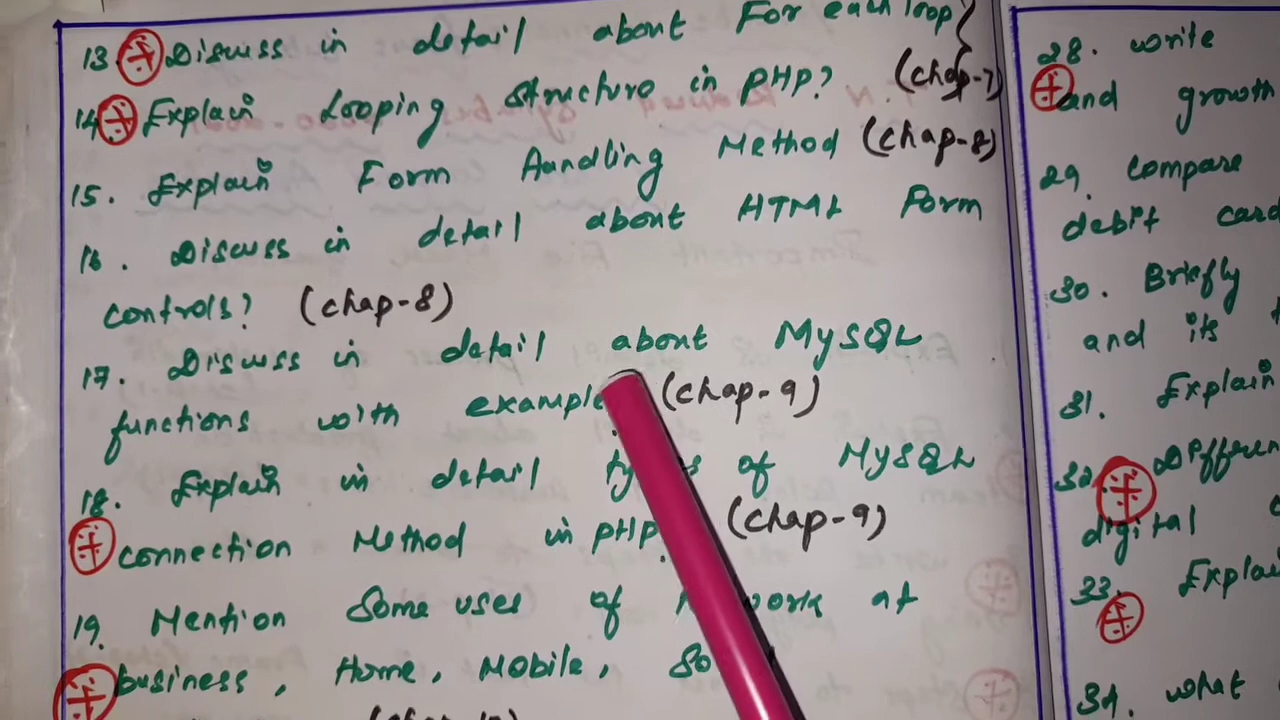 13. Discuss in detail about For each loop
14. Explain Looping structure in PHP? (chap-7)
15. Explain Form Handling Method (chap-8)
16. Discuss in detail about HTML Form
controls? (chap-8)
17. Discuss in detail about MySQL
functions with example (chap-9)
18. Explain in detail of MySQL
connection Method in PHP (chap-9)
19. Mention Some uses of at
business, Home, Mobile,
28. write
and growth
29. compare
debit card
30. Briefly
and its
31. Explain
32.
digital
33. Explain
34. what